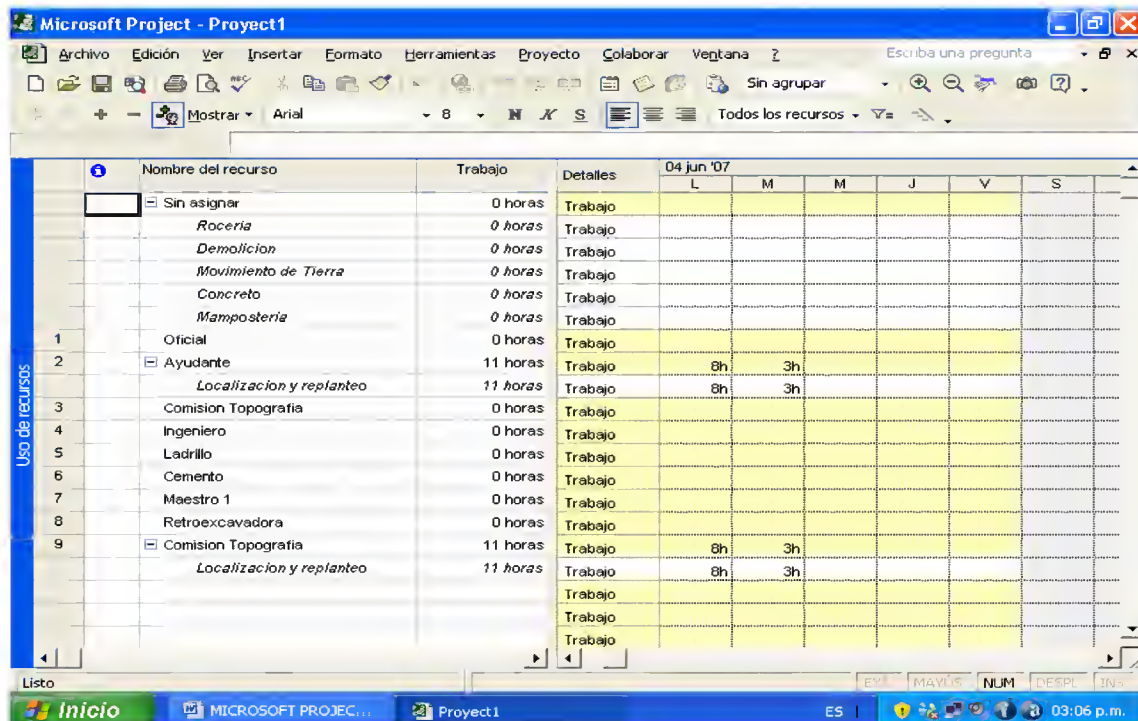 Microsoft Project - Proyect1
Archivo Edición Ver Insertar Formato Herramientas Proyecto Colaborar Ventana ? Escriba una pregunta
Sin agrupar
Mostrar Arial 8 N K S Todos los recursos
Nombre del recurso Trabajo Detalles 04 jun '07
L M M J V S
Sin asignar 0 horas Trabajo
Roceria 0 horas Trabajo
Demolicion 0 horas Trabajo
Movimiento de Tierra 0 horas Trabajo
Concreto 0 horas Trabajo
Mamposteria 0 horas Trabajo
1 Oficial 0 horas Trabajo
2 Ayudante 11 horas Trabajo 8h 3h
Localizacion y replanteo 11 horas Trabajo 8h 3h
3 Comision Topografia 0 horas Trabajo
4 Ingeniero 0 horas Trabajo
5 Ladrillo 0 horas Trabajo
6 Cemento 0 horas Trabajo
7 Maestro 1 0 horas Trabajo
8 Retroexcavadora 0 horas Trabajo
9 Comision Topografia 11 horas Trabajo 8h 3h
Localizacion y replanteo 11 horas Trabajo 8h 3h
Trabajo
Trabajo
Trabajo
Uso de recursos
Listo MAYÚS NUM DESPL
Inicio MICROSOFT PROJEC... Proyect1 ES 03:06 p.m.